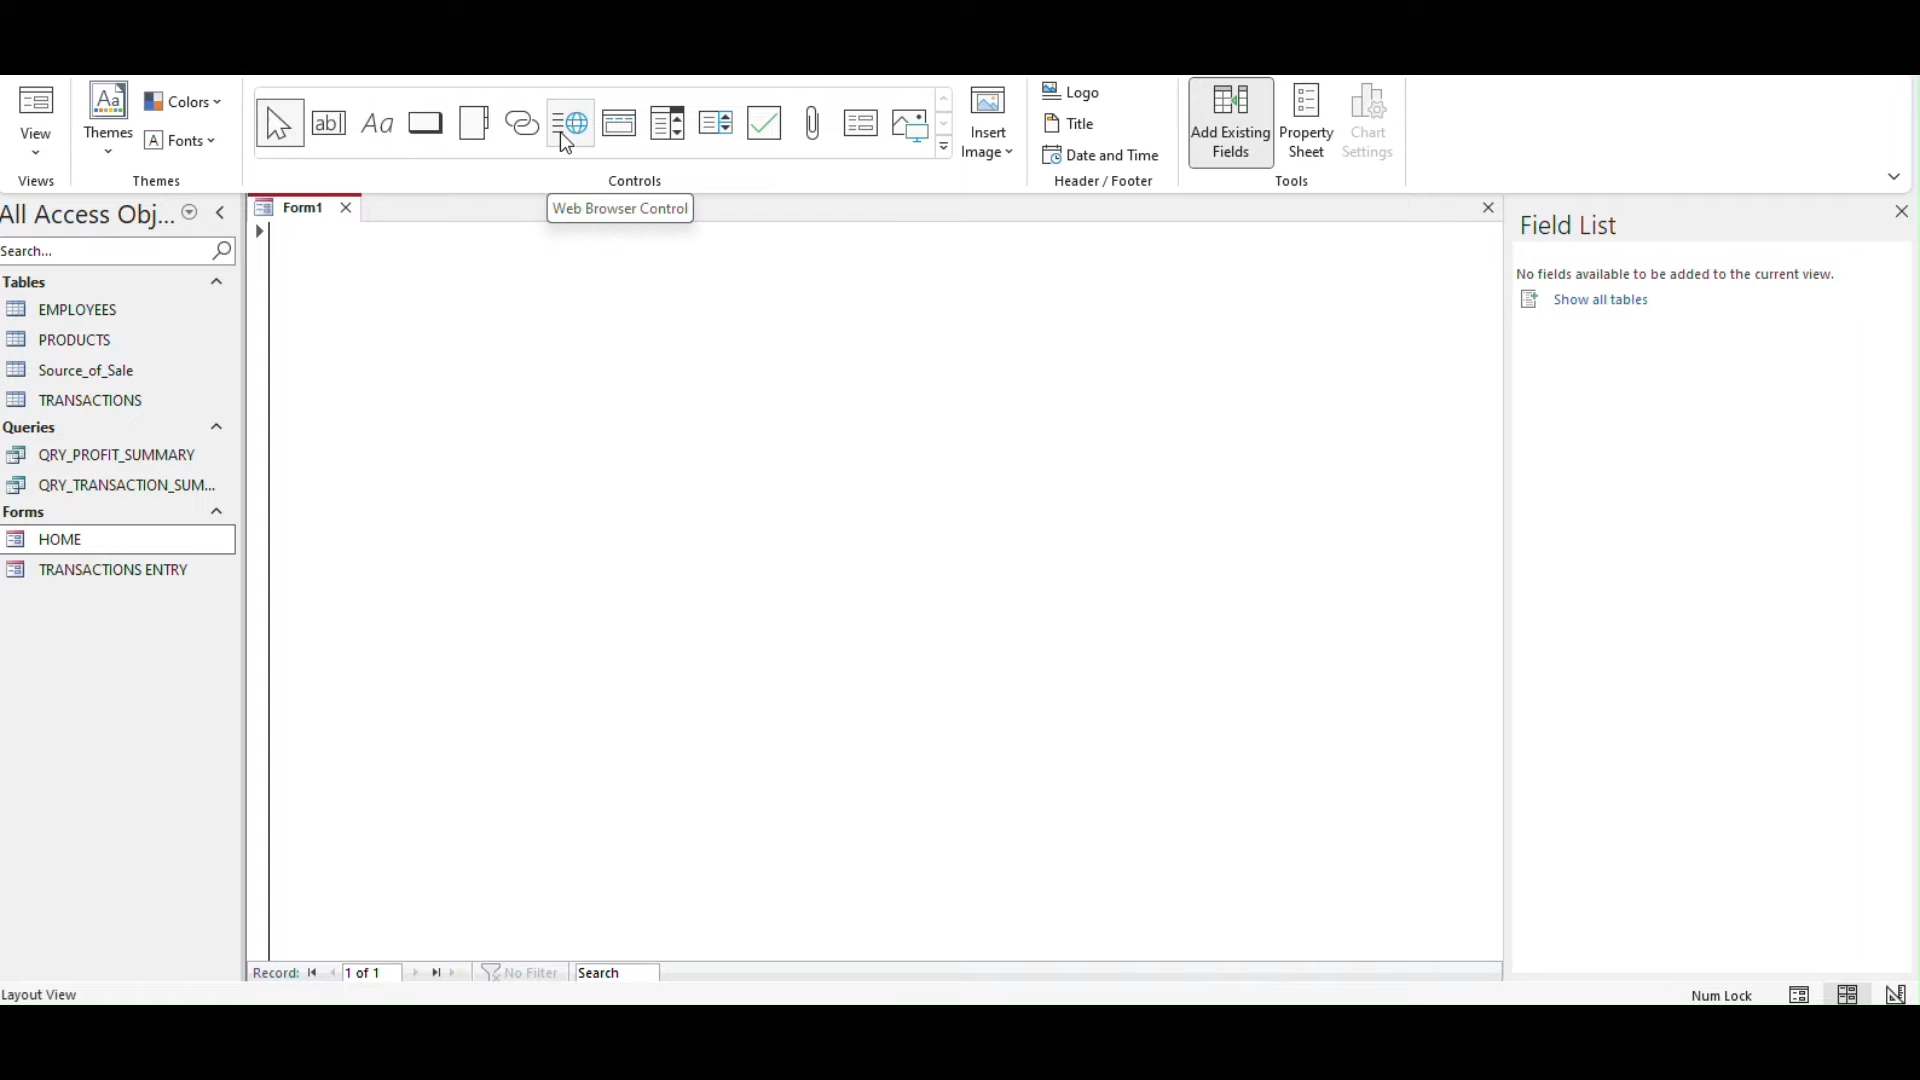 View
Views
Aa
Themes
Colors
A Fonts
Themes
ab
Aa
Controls
Insert
Image
Logo
Title
Date and Time
Header / Footer
Add Existing
Fields
Property
Sheet
Chart
Settings
Tools
All Access Obj...
Search...
Tables
EMPLOYEES
PRODUCTS
Source_of_Sale
TRANSACTIONS
Queries
QRY_PROFIT_SUMMARY
QRY_TRANSACTION_SUM...
Forms
HOME
TRANSACTIONS ENTRY
Form1
Web Browser Control
Field List
No fields available to be added to the current view.
Show all tables
Record: 1 of 1 No Filter Search
Layout View
Num Lock